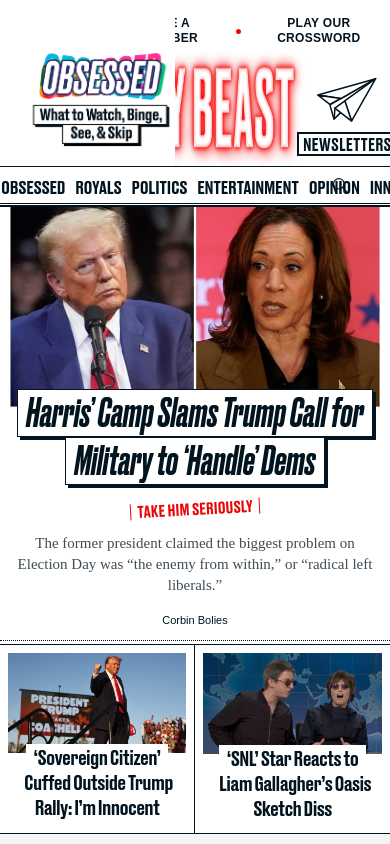 E A
BER
PLAY OUR
CROSSWORD
OBSESSED
What to Watch, Binge,
See, & Skip
Y BEAST
NEWSLETTERS
OBSESSED ROYALS POLITICS ENTERTAINMENT OPINION INN
Harris’ Camp Slams Trump Call for
Military to ‘Handle’ Dems
TAKE HIM SERIOUSLY
The former president claimed the biggest problem on
Election Day was “the enemy from within,” or “radical left
liberals.”
Corbin Bolies
PRESIDENT
TRUMP
COACHELLA
‘Sovereign Citizen’
Cuffed Outside Trump
Rally: I’m Innocent
‘SNL’ Star Reacts to
Liam Gallagher’s Oasis
Sketch Diss